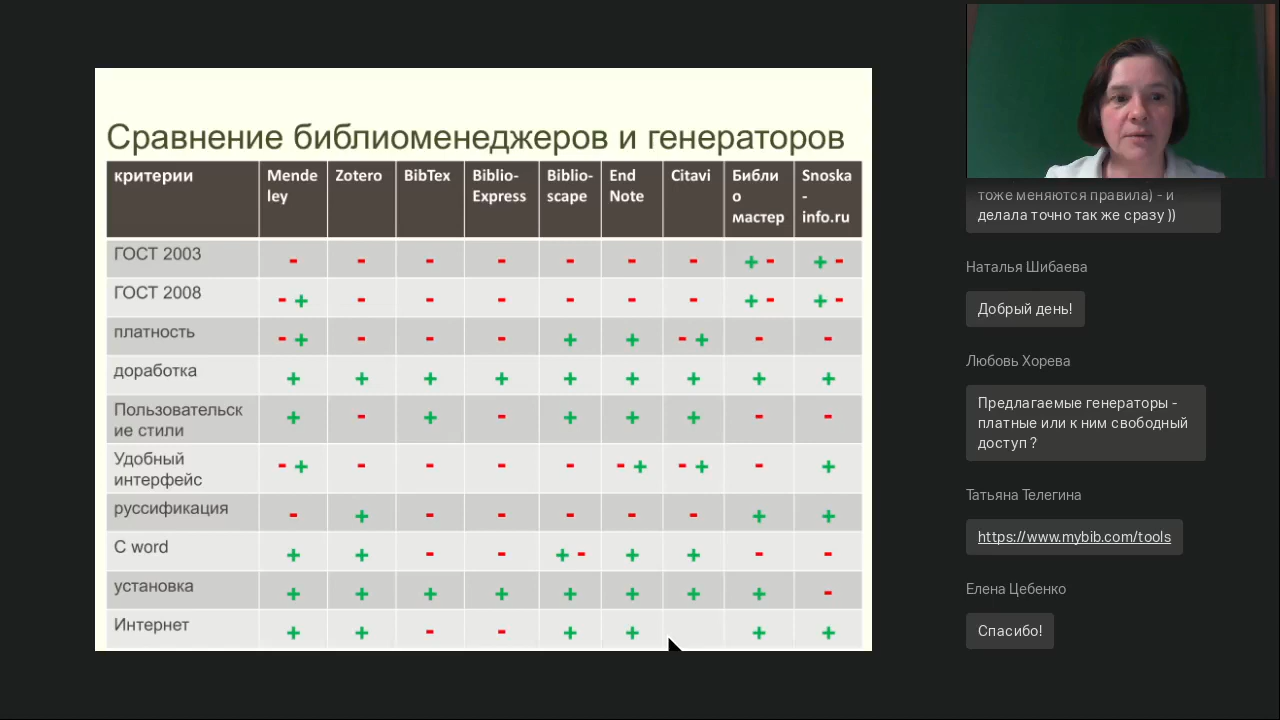 Сравнение библиоменеджеров и генераторов
критерии Mende Zotero BibTex Biblio- Biblio- End Citavi Библи Snoska
ley Express scape Note о -
мастер info.ru
ГОСТ 2003 - - - - - - - + - + -
ГОСТ 2008 - + - - - - - - + - + -
платность - + - - - + + - + - -
доработка + + + + + + + + +
Пользовательск + - + - + + + - -
ие стили
Удобный - + - - - - - + - + - +
интерфейс
руссификация - + - - - - - + +
С word + + - - + - + + - -
установка + + + + + + + + -
Интернет + + - - + + + +
тоже меняются правила) - и
делала точно так же сразу ))
Наталья Шибаева
Добрый день!
Любовь Хорева
Предлагаемые генераторы -
платные или к ним свободный
доступ ?
Татьяна Телегина
https://www.mybib.com/tools
Елена Цебенко
Спасибо!